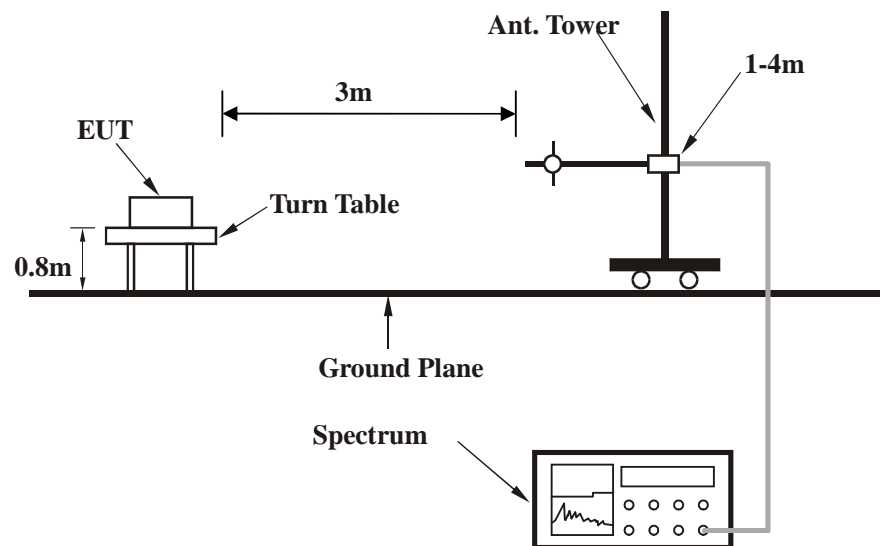 Ant. Tower
1-4m
3m
EUT
Turn Table
0.8m
Ground Plane
Spectrum